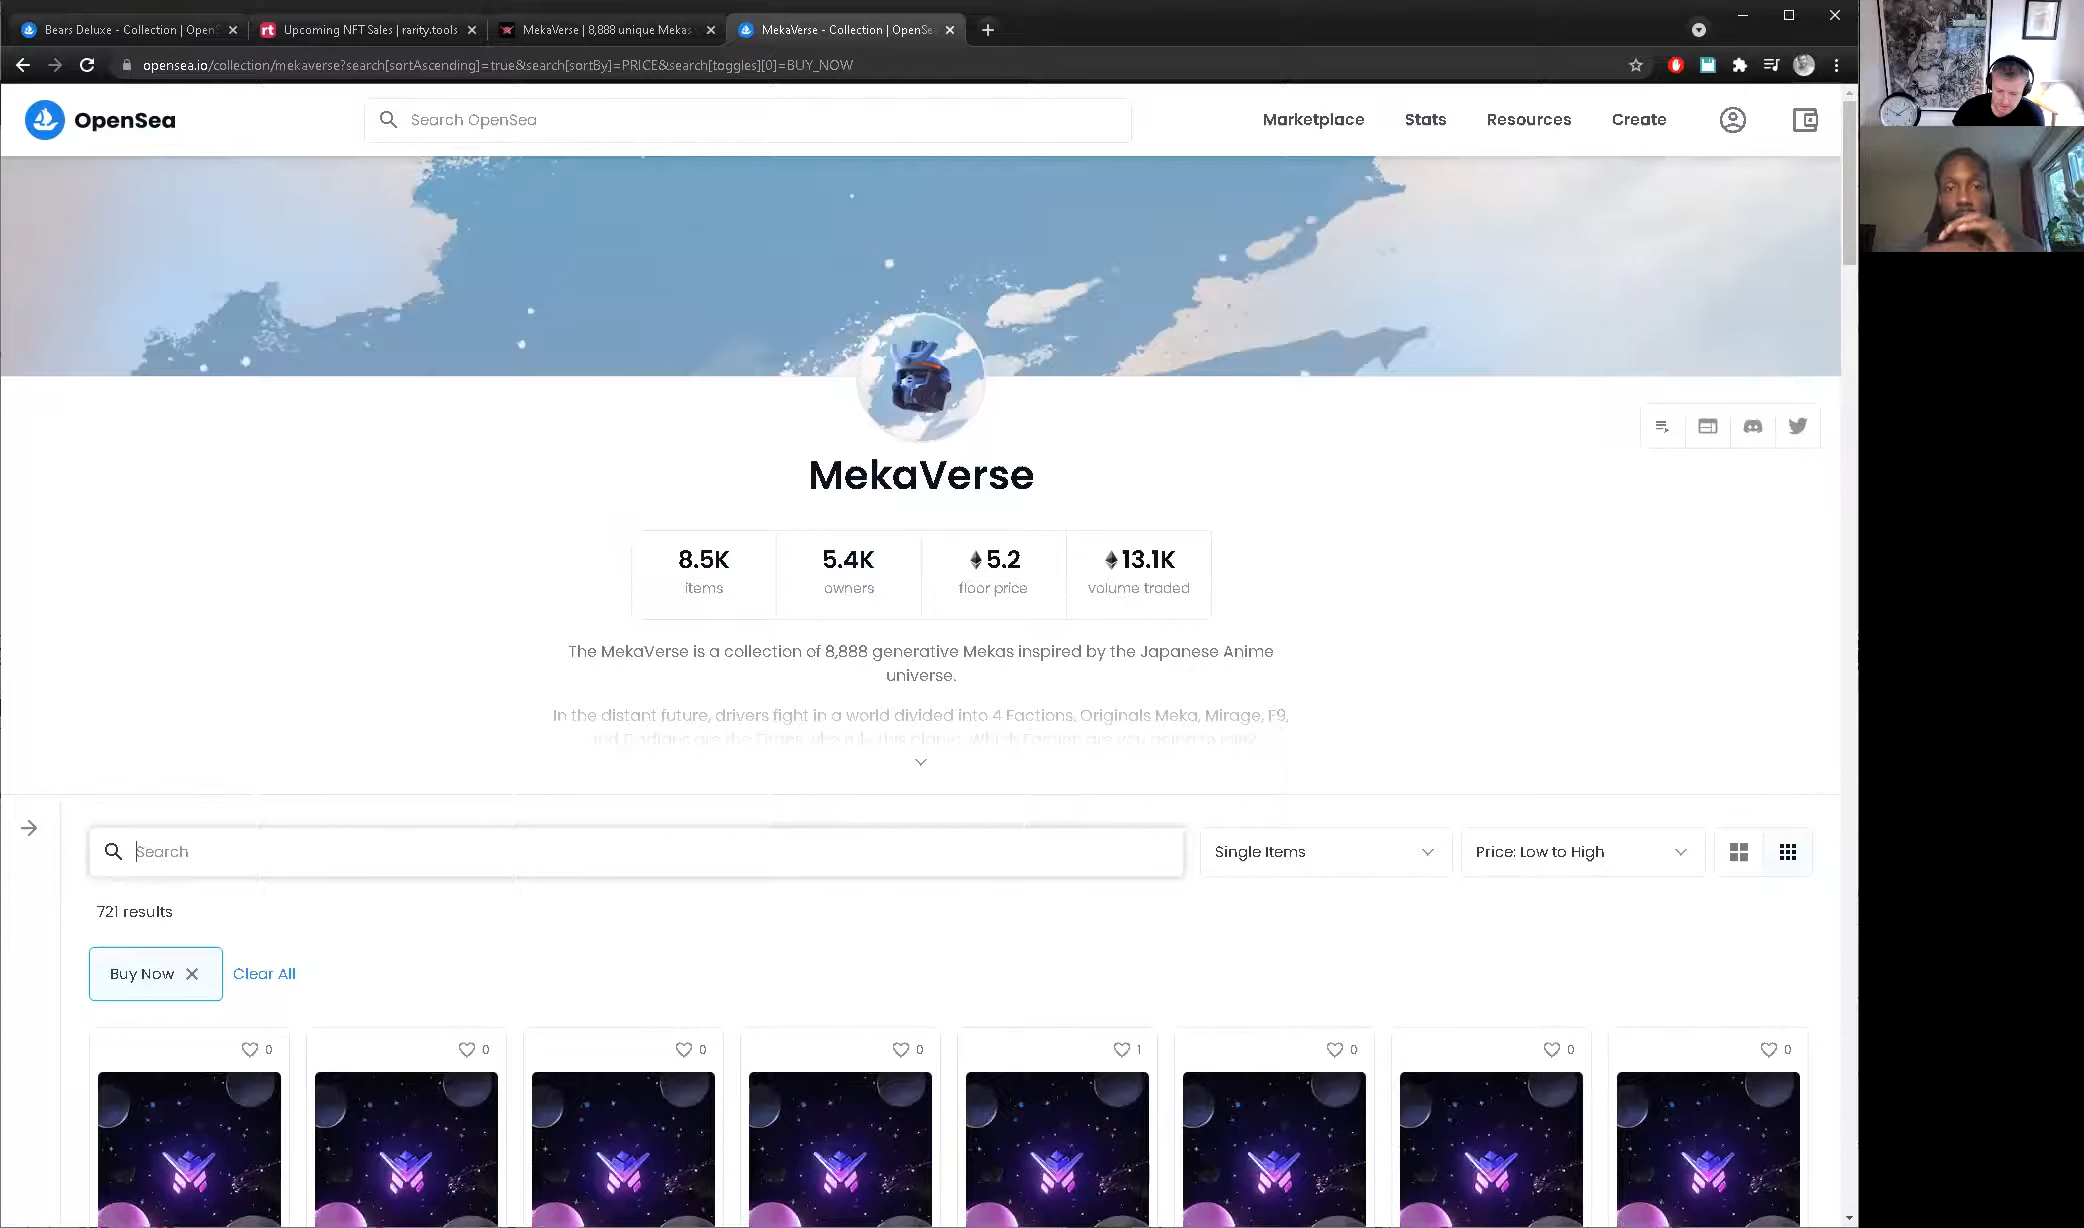 Bears Deluxe - Collection | Open
Upcoming NFT Sales | rarity.tools
MekaVerse | 8,888 unique Mekas
MekaVerse - Collection | OpenSe
opensea.io/collection/mekaverse?search[sortAscending]=true&search[sortBy]=PRICE&search[toggles][0]=BUY_NOW
OpenSea
Search OpenSea
Marketplace
Stats
Resources
Create
MekaVerse
8.5K
items
5.4K
owners
5.2
floor price
13.1K
volume traded
The MekaVerse is a collection of 8,888 generative Mekas inspired by the Japanese Anime
universe.
In the distant future, drivers fight in a world divided into 4 Factions. Originals Meka, Mirage, F9,
Search
Single Items
Price: Low to High
721 results
Buy Now
Clear All
0
0
0
0
1
0
0
0